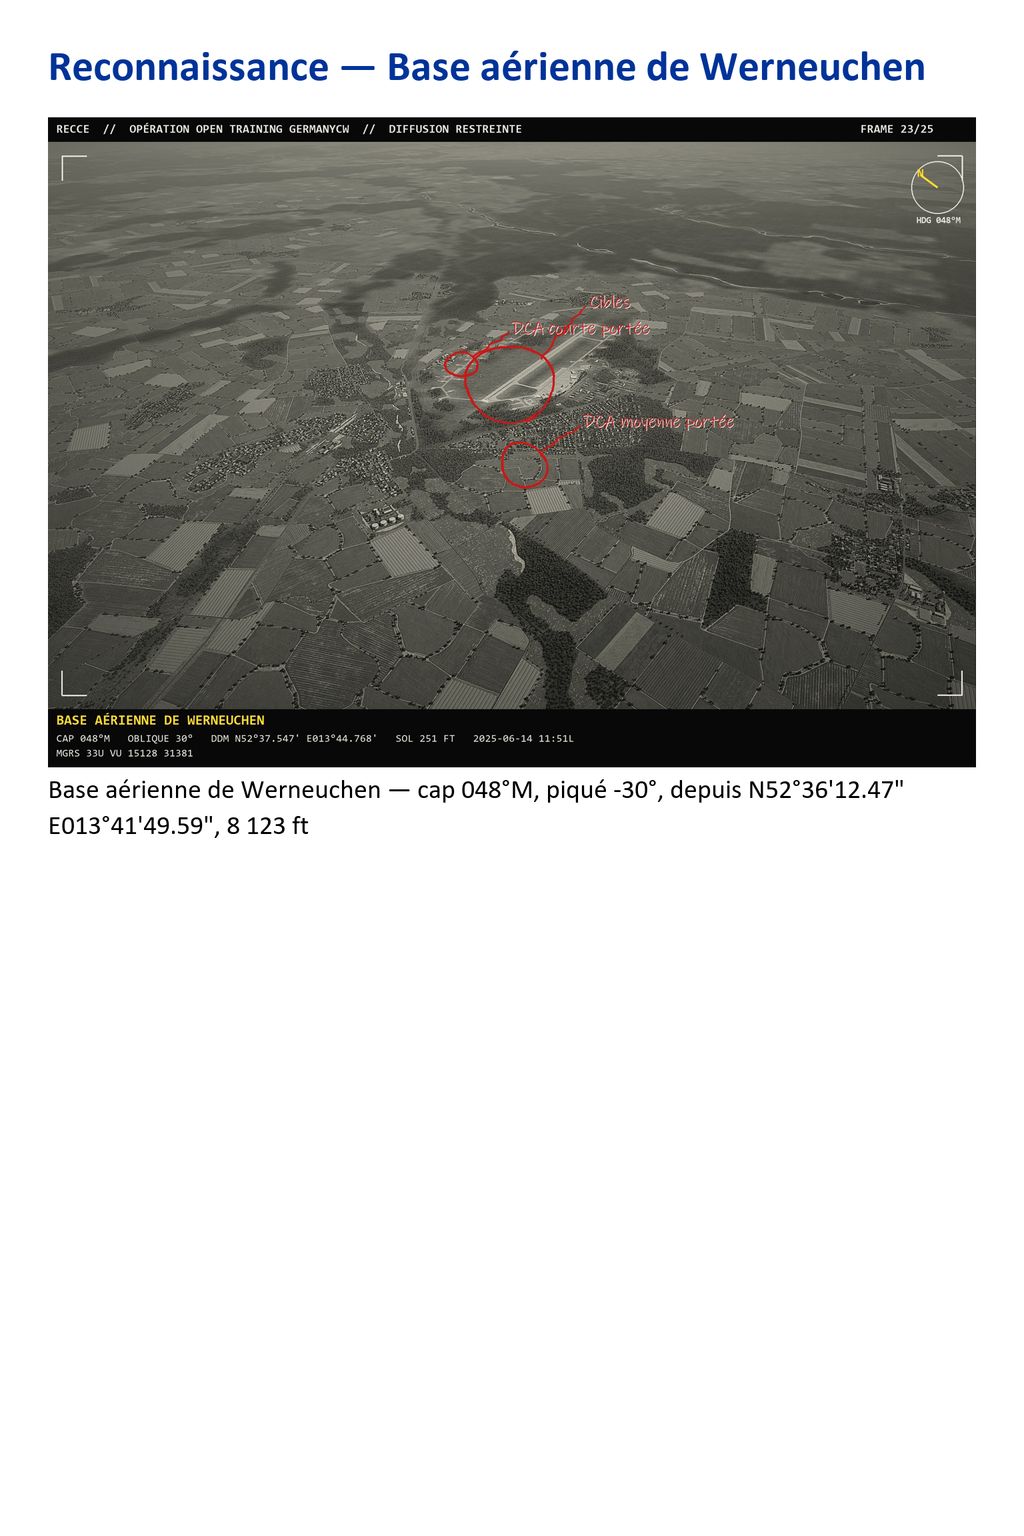 Reconnaissance — Base aérienne de Werneuchen
RECCE // OPÉRATION OPEN TRAINING GERMANYCW // DIFFUSION RESTREINTE FRAME 23/25
N
HDG 048°M
Cibles
DCA courte portée
DCA moyenne portée
BASE AÉRIENNE DE WERNEUCHEN
CAP 048°M OBLIQUE 30° DDM N52°37.547' E013°44.768' SOL 251 FT 2025-06-14 11:51L
MGRS 33U VU 15128 31381
Base aérienne de Werneuchen — cap 048°M, piqué -30°, depuis N52°36'12.47"
E013°41'49.59", 8 123 ft